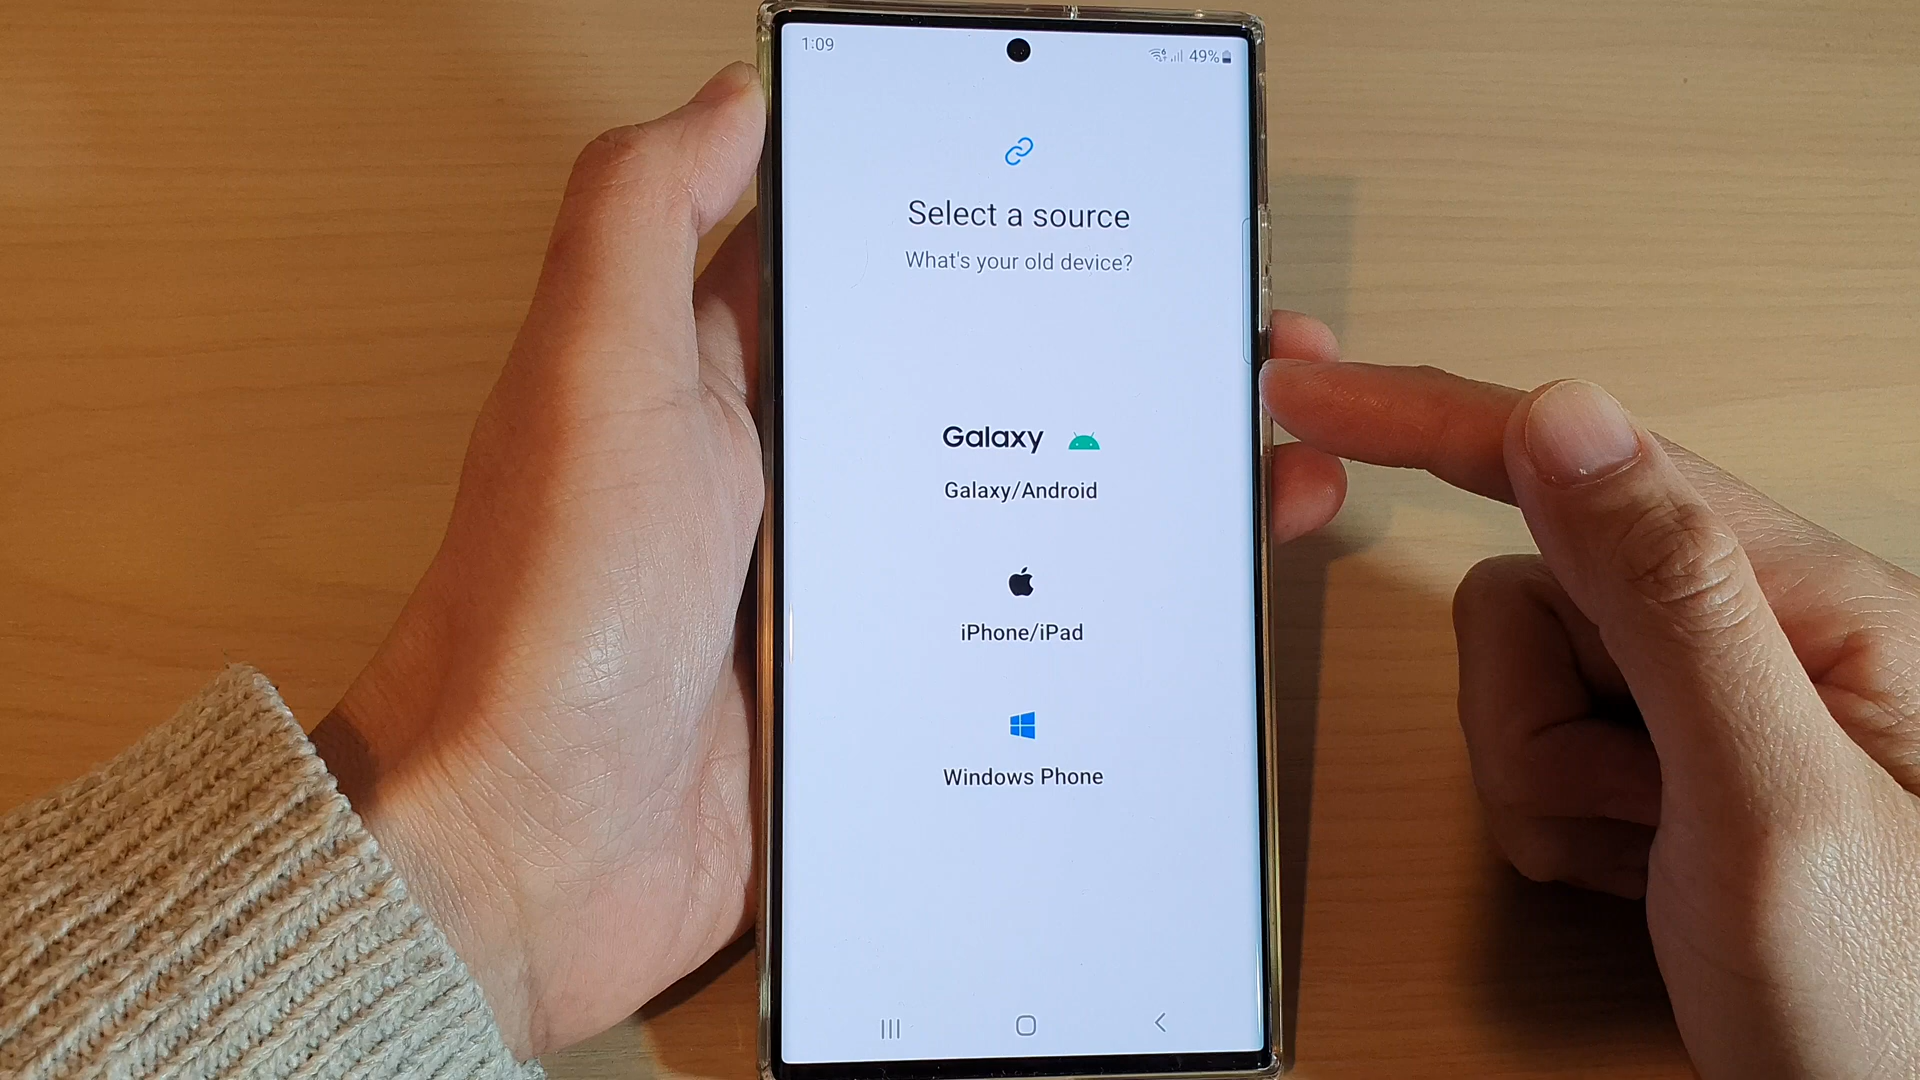 1:09
49%
Select a source
What's your old device?
Galaxy
Galaxy/Android
iPhone/iPad
Windows Phone